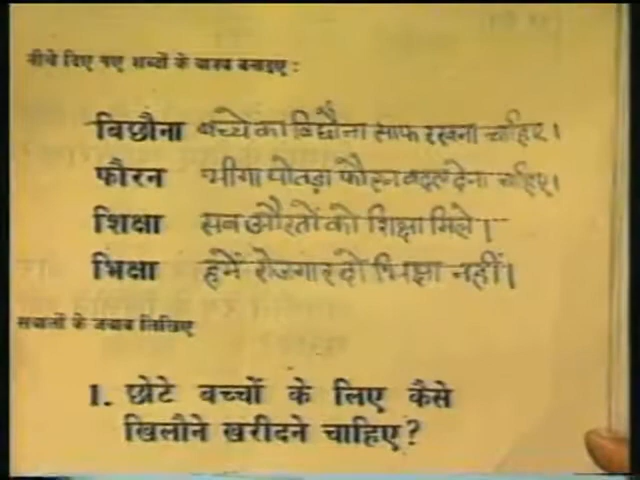 नीचे दिए गए शब्दों के वाक्य बनाइए :
बिछौना बच्चे का बिछौना साफ रखना चाहिए।
फौरन भीगा पोतड़ा फौरन बदल देना चाहिए।
शिक्षा सब औरतों को शिक्षा मिले।
भिक्षा हमें रोजगार दो भिक्षा नहीं।
सवालों के जवाब लिखिए
1. छोटे बच्चों के लिए कैसे
खिलौने खरीदने चाहिए?